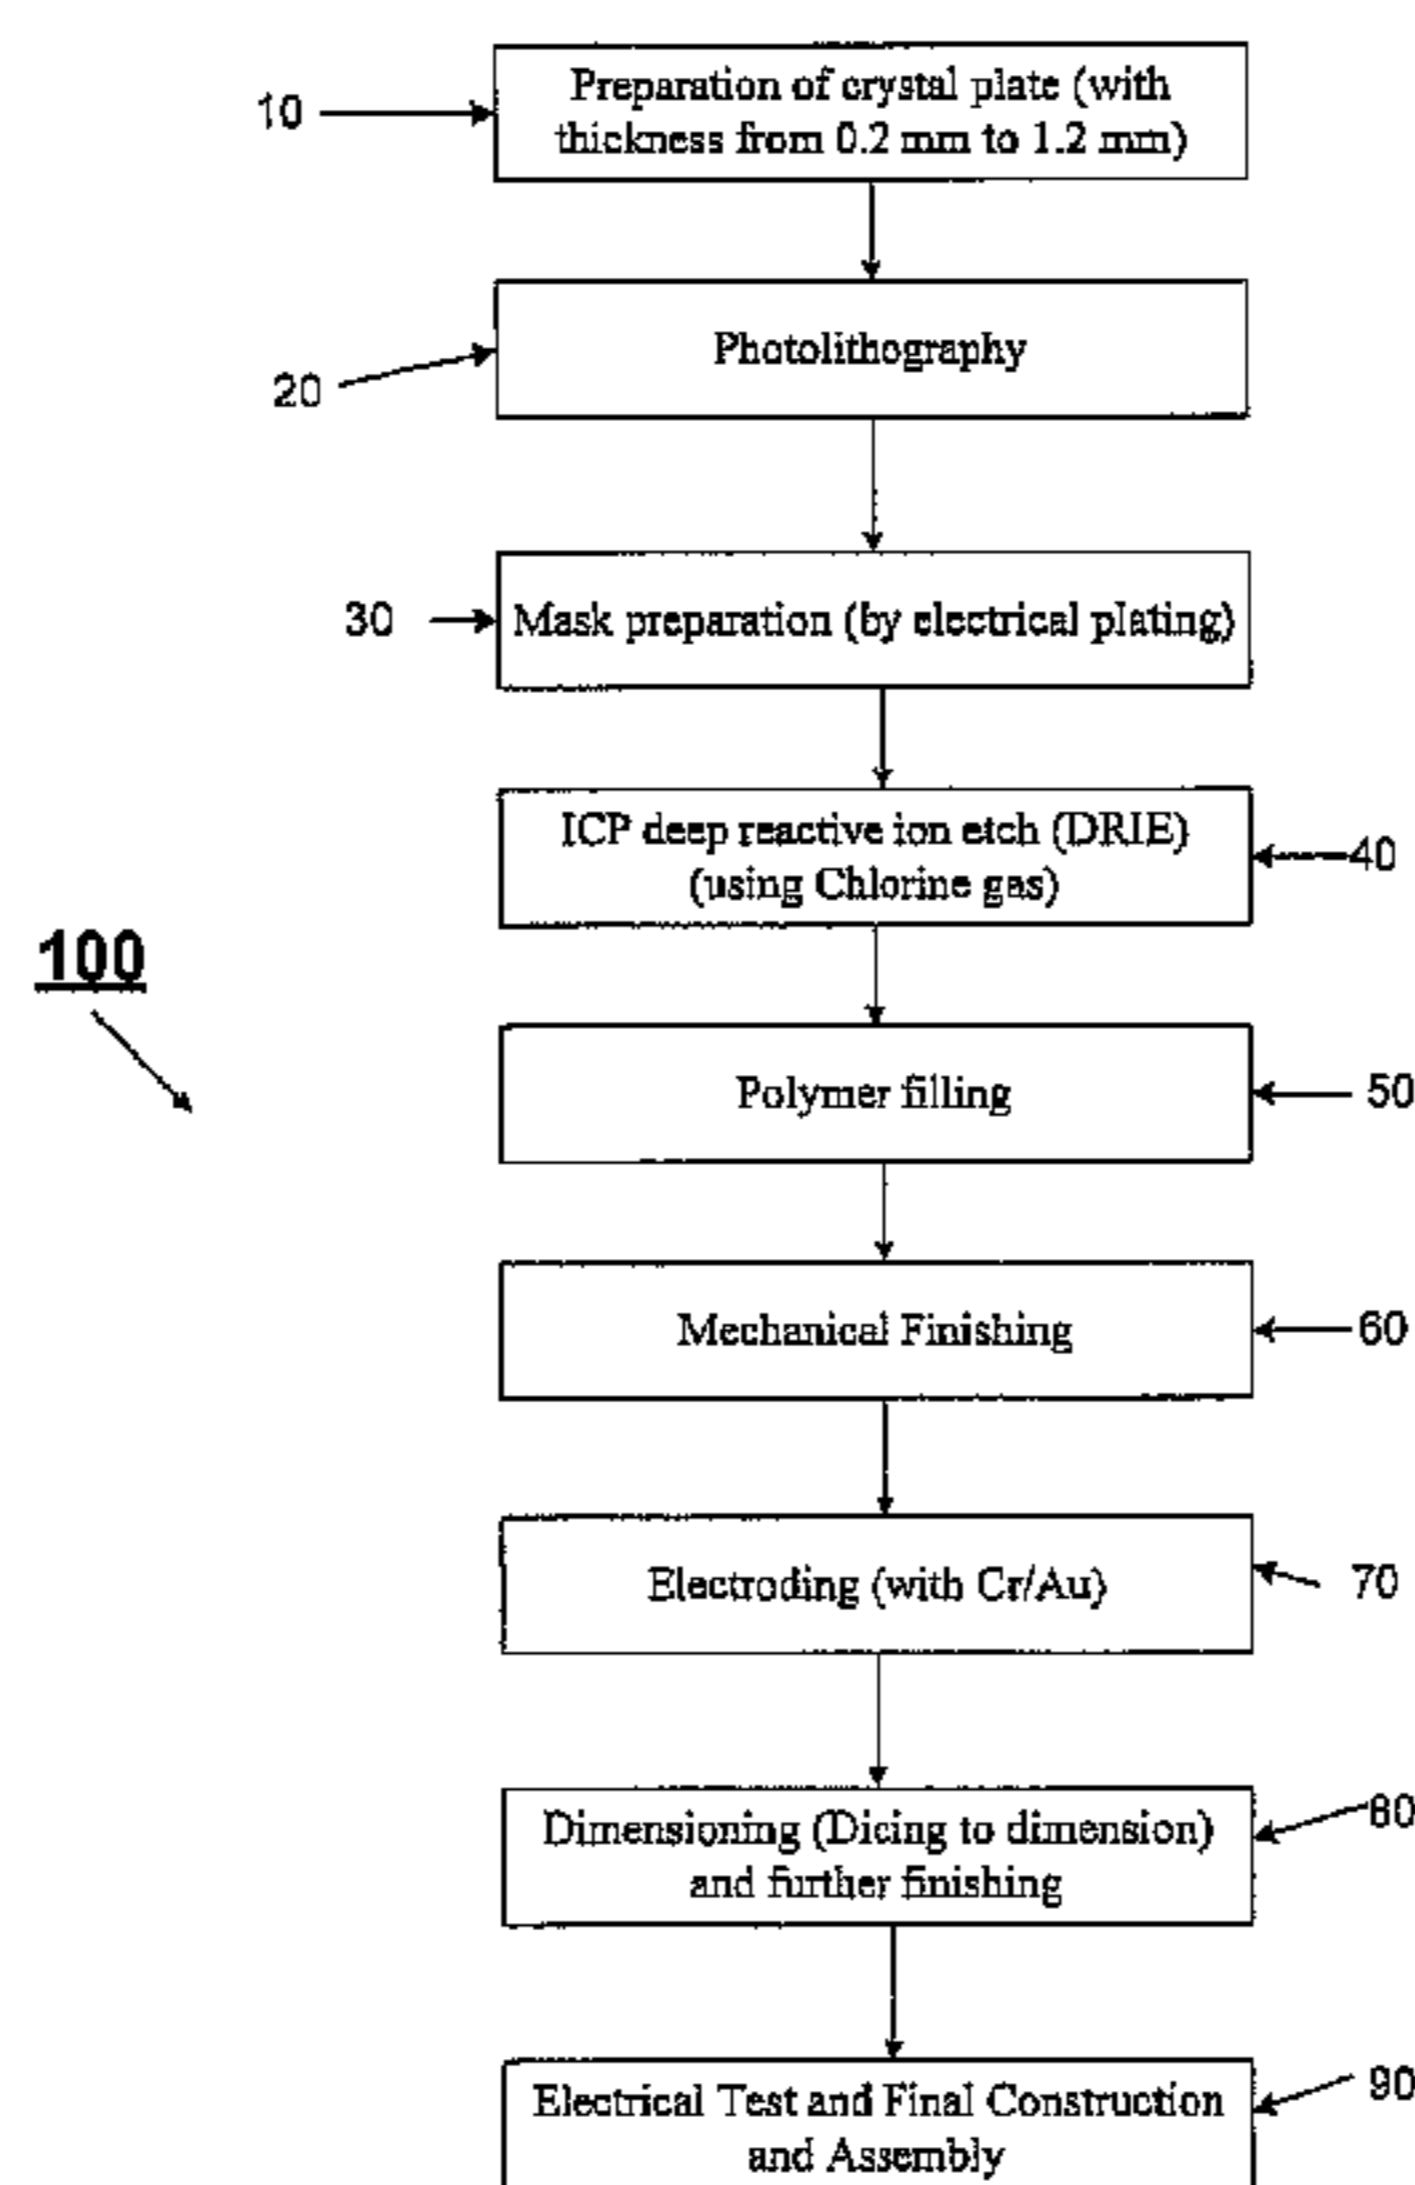 10
Preparation of crystal plate (with
thickness from 0.2 mm to 1.2 mm)
20
Photolithography
30
Mask preparation (by electrical plating)
ICP deep reactive ion etch (DRIE)
(using Chlorine gas)
40
100
Polymer filling
50
Mechanical Finishing
60
Electroding (with Cr/Au)
70
Dimensioning (Dicing to dimension)
and further finishing
80
Electrical Test and Final Construction
and Assembly
90